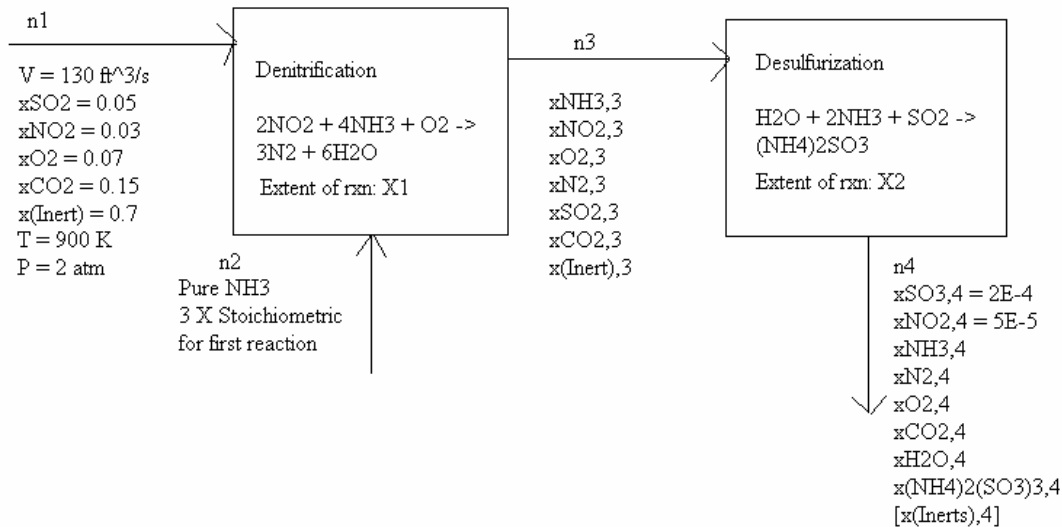 n1
V = 130 ft^3/s
xSO2 = 0.05
xNO2 = 0.03
xO2 = 0.07
xCO2 = 0.15
x(Inert) = 0.7
T = 900 K
P = 2 atm
Denitrification
2NO2 + 4NH3 + O2 ->
3N2 + 6H2O
Extent of rxn: X1
n2
Pure NH3
3 X Stoichiometric
for first reaction
n3
xNH3,3
xNO2,3
xO2,3
xN2,3
xSO2,3
xCO2,3
x(Inert),3
Desulfurization
H2O + 2NH3 + SO2 ->
(NH4)2SO3
Extent of rxn: X2
n4
xSO3,4 = 2E-4
xNO2,4 = 5E-5
xNH3,4
xN2,4
xO2,4
xCO2,4
xH2O,4
x(NH4)2(SO3)3,4
[x(Inerts),4]